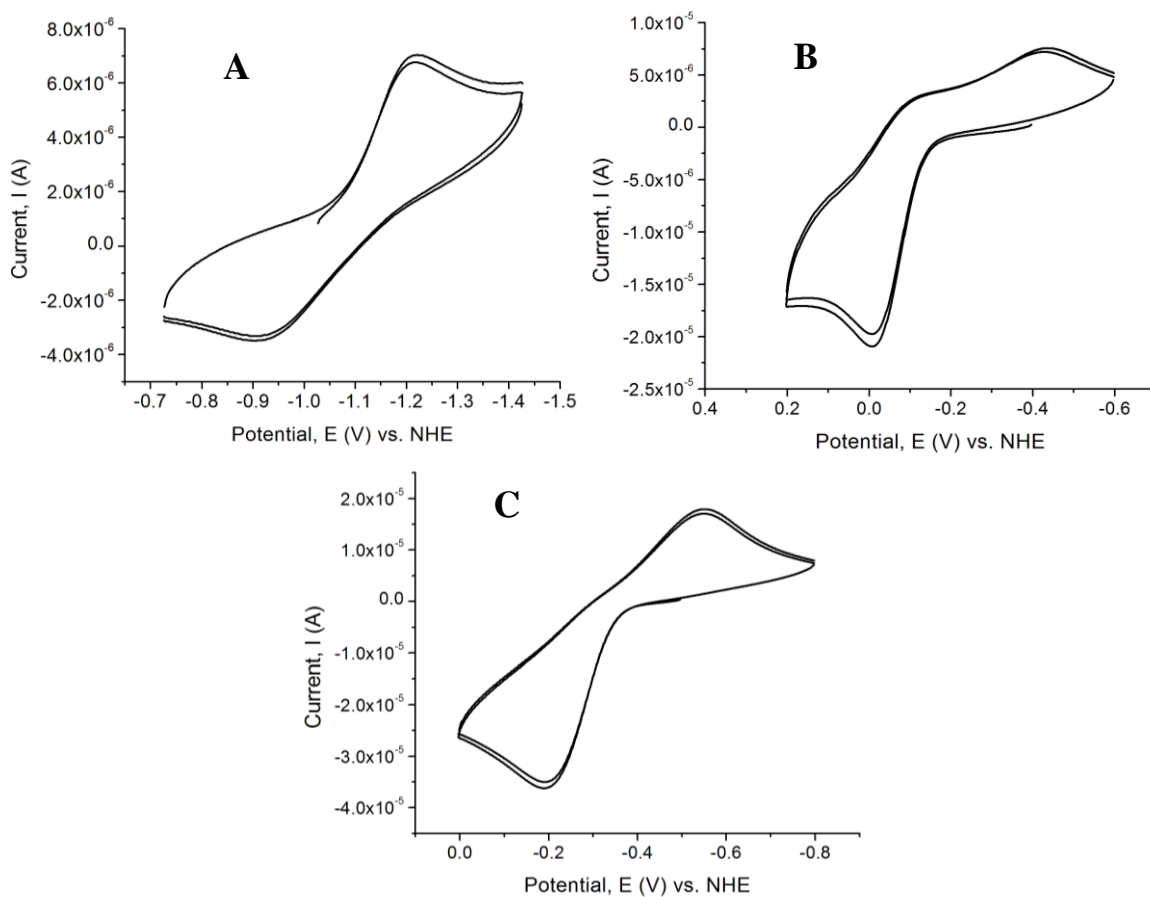 A
8.0x10⁻⁶
6.0x10⁻⁶
4.0x10⁻⁶
2.0x10⁻⁶
0.0
-2.0x10⁻⁶
-4.0x10⁻⁶
Current, I (A)
-0.7 -0.8 -0.9 -1.0 -1.1 -1.2 -1.3 -1.4 -1.5
Potential, E (V) vs. NHE
B
1.0x10⁻⁵
5.0x10⁻⁶
0.0
-5.0x10⁻⁶
-1.0x10⁻⁵
-1.5x10⁻⁵
-2.0x10⁻⁵
-2.5x10⁻⁵
Current, I (A)
0.4 0.2 0.0 -0.2 -0.4 -0.6
Potential, E (V) vs. NHE
C
2.0x10⁻⁵
1.0x10⁻⁵
0.0
-1.0x10⁻⁵
-2.0x10⁻⁵
-3.0x10⁻⁵
-4.0x10⁻⁵
Current, I (A)
0.0 -0.2 -0.4 -0.6 -0.8
Potential, E (V) vs. NHE